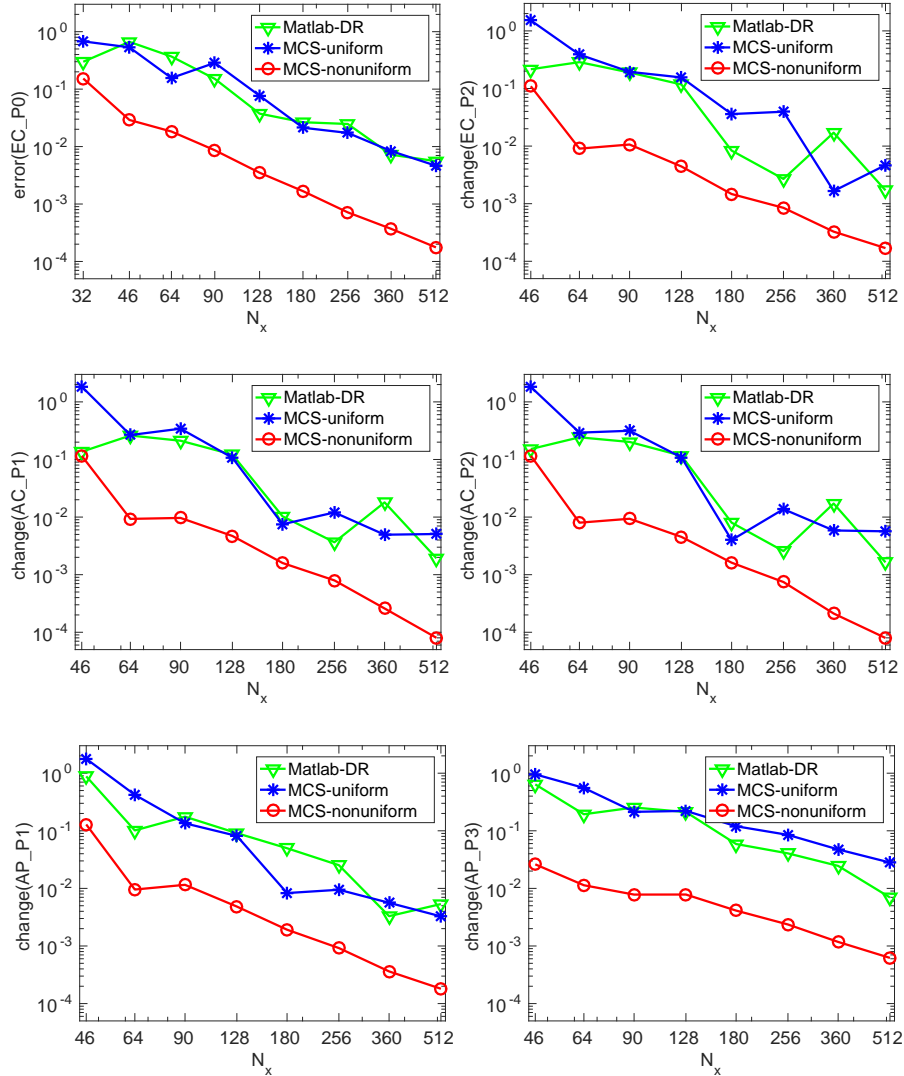 error(EC_P0)
10^0
10^-1
10^-2
10^-3
10^-4
Matlab-DR
MCS-uniform
MCS-nonuniform
32 46 64 90 128 180 256 360 512
N_x
change(EC_P2)
10^0
10^-1
10^-2
10^-3
10^-4
Matlab-DR
MCS-uniform
MCS-nonuniform
46 64 90 128 180 256 360 512
N_x
change(AC_P1)
10^0
10^-1
10^-2
10^-3
10^-4
Matlab-DR
MCS-uniform
MCS-nonuniform
46 64 90 128 180 256 360 512
N_x
change(AC_P2)
10^0
10^-1
10^-2
10^-3
10^-4
Matlab-DR
MCS-uniform
MCS-nonuniform
46 64 90 128 180 256 360 512
N_x
change(AP_P1)
10^0
10^-1
10^-2
10^-3
10^-4
Matlab-DR
MCS-uniform
MCS-nonuniform
46 64 90 128 180 256 360 512
N_x
change(AP_P3)
10^0
10^-1
10^-2
10^-3
10^-4
Matlab-DR
MCS-uniform
MCS-nonuniform
46 64 90 128 180 256 360 512
N_x